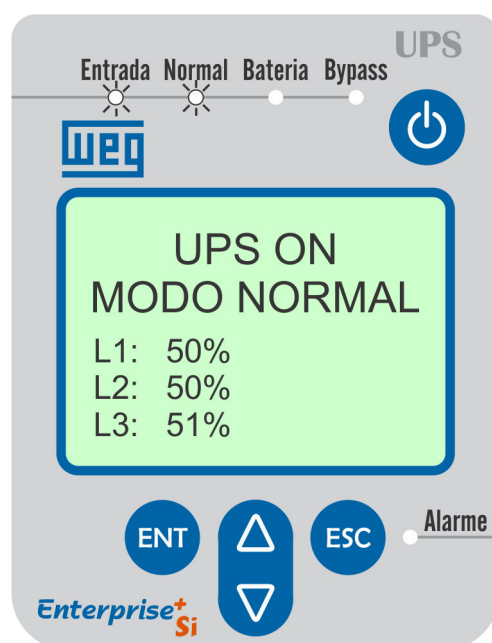 UPS
Entrada Normal Bateria Bypass
WEG
UPS ON
MODO NORMAL
L1: 50%
L2: 50%
L3: 51%
ENT
ESC
Alarme
Enterprise+
Si